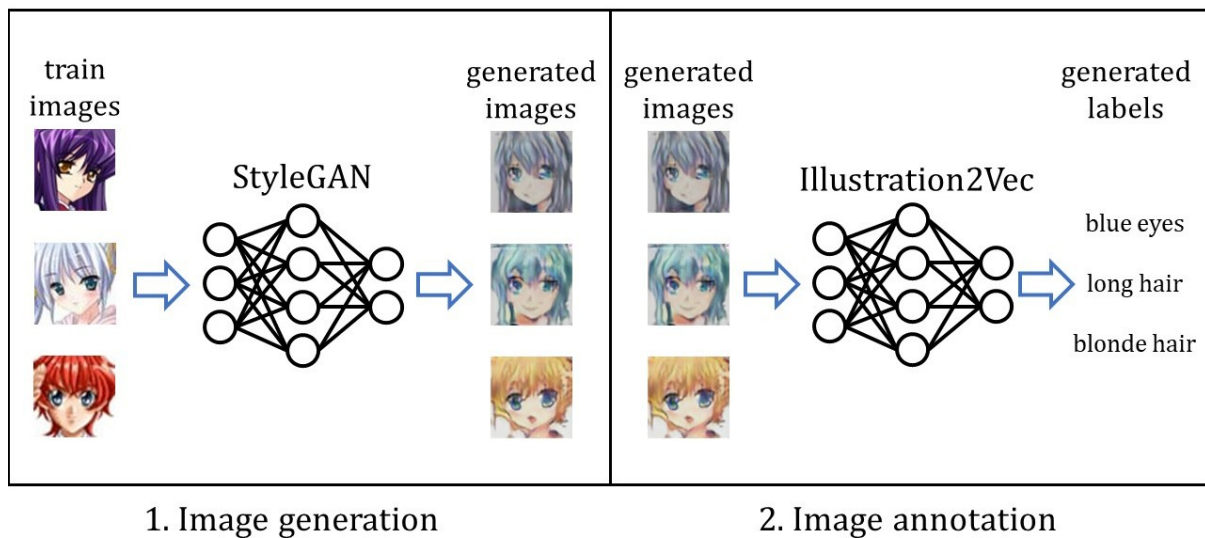 train
images
StyleGAN
generated
images
generated
images
Illustration2Vec
generated
labels
blue eyes
long hair
blonde hair
1. Image generation
2. Image annotation